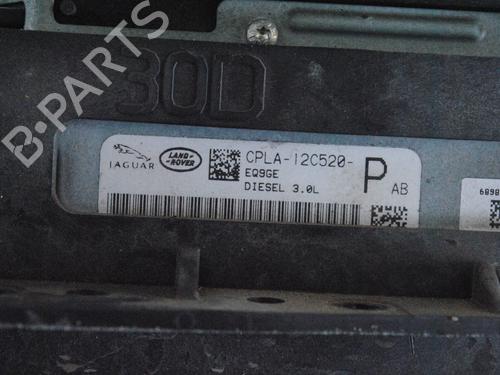 B-PARTS
30D
JAGUAR
LAND-
ROVER
CPLA-12C520-
EQ9GE
DIESEL 3.0L
P AB